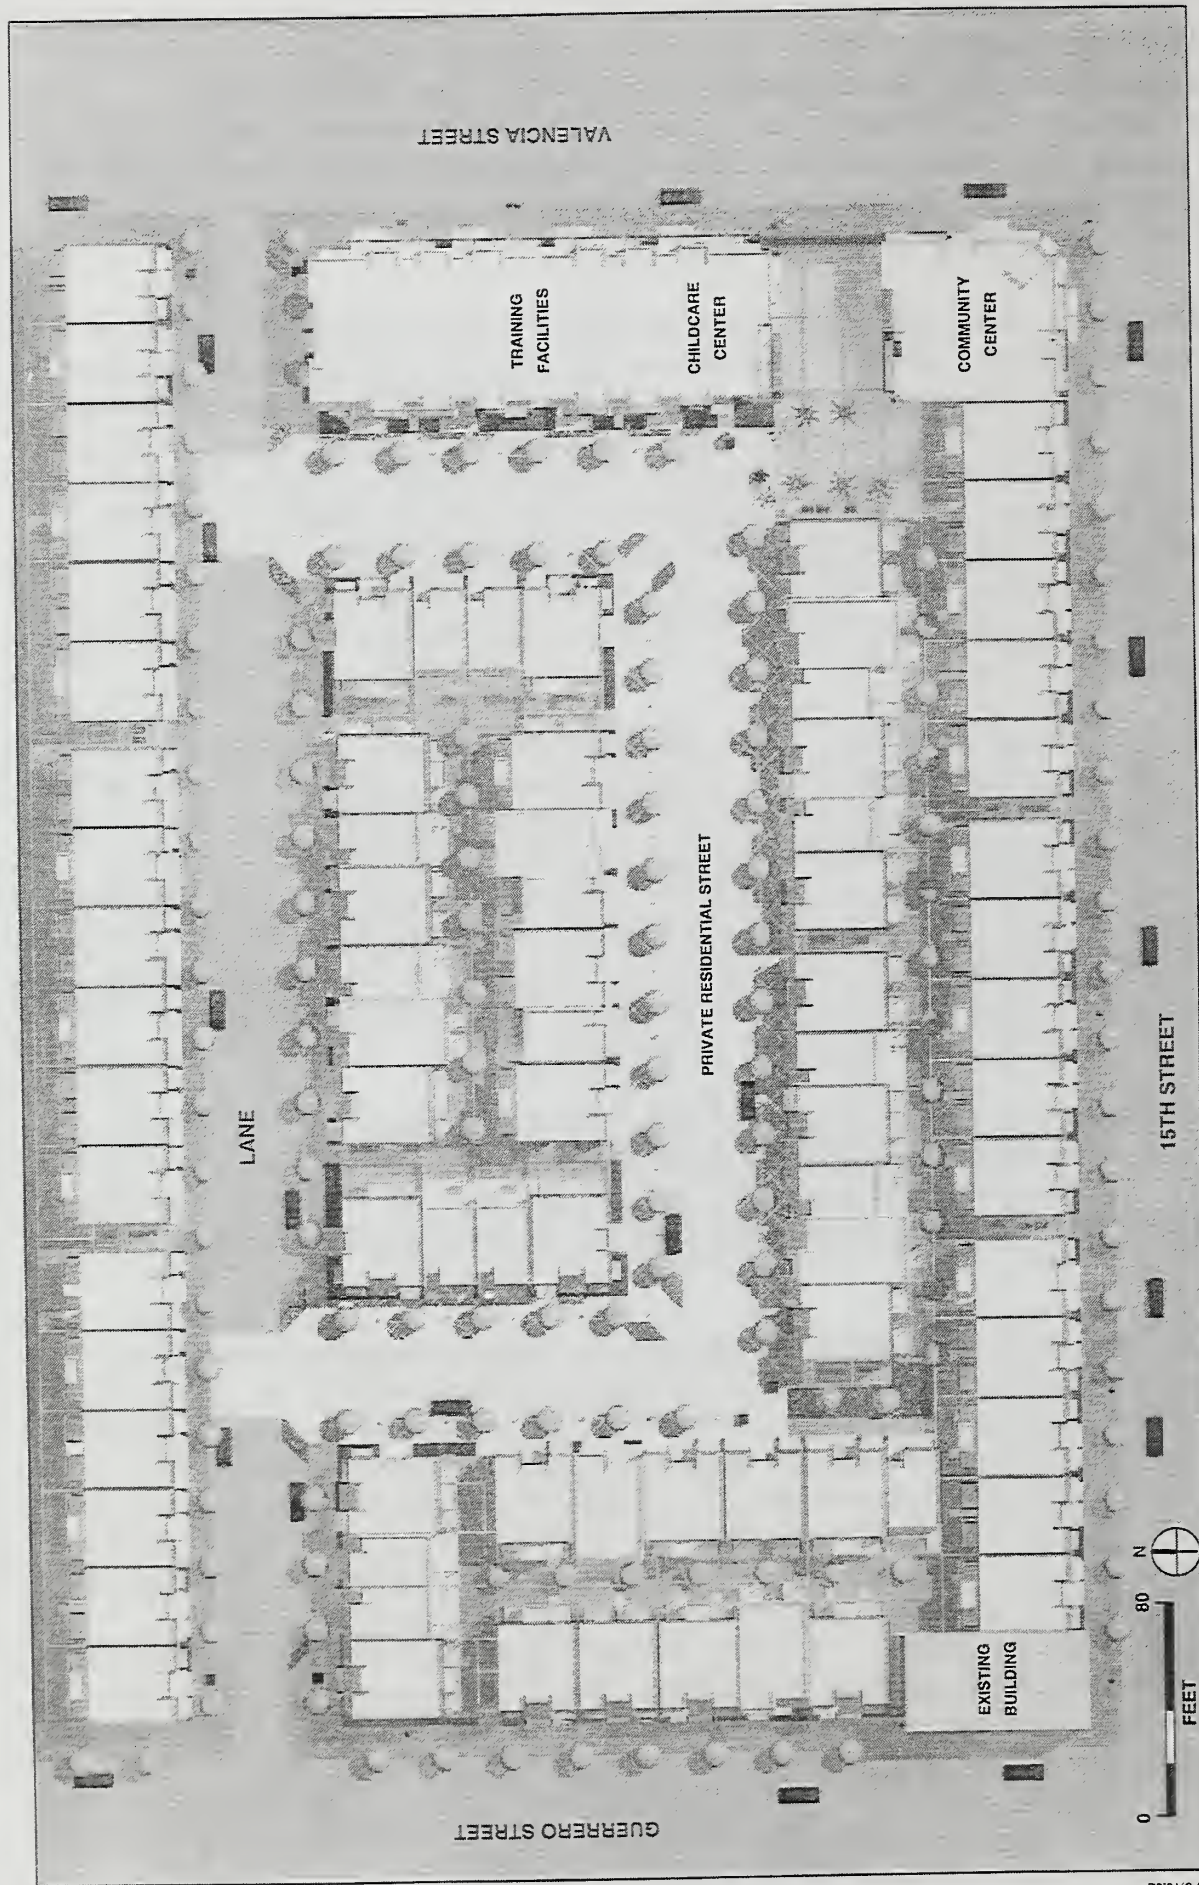 VALENCIA STREET
TRAINING
FACILITIES
CHILDCARE
CENTER
COMMUNITY
CENTER
LANE
PRIVATE RESIDENTIAL STREET
15TH STREET
EXISTING
BUILDING
GUERRERO STREET
N
0
80
FEET